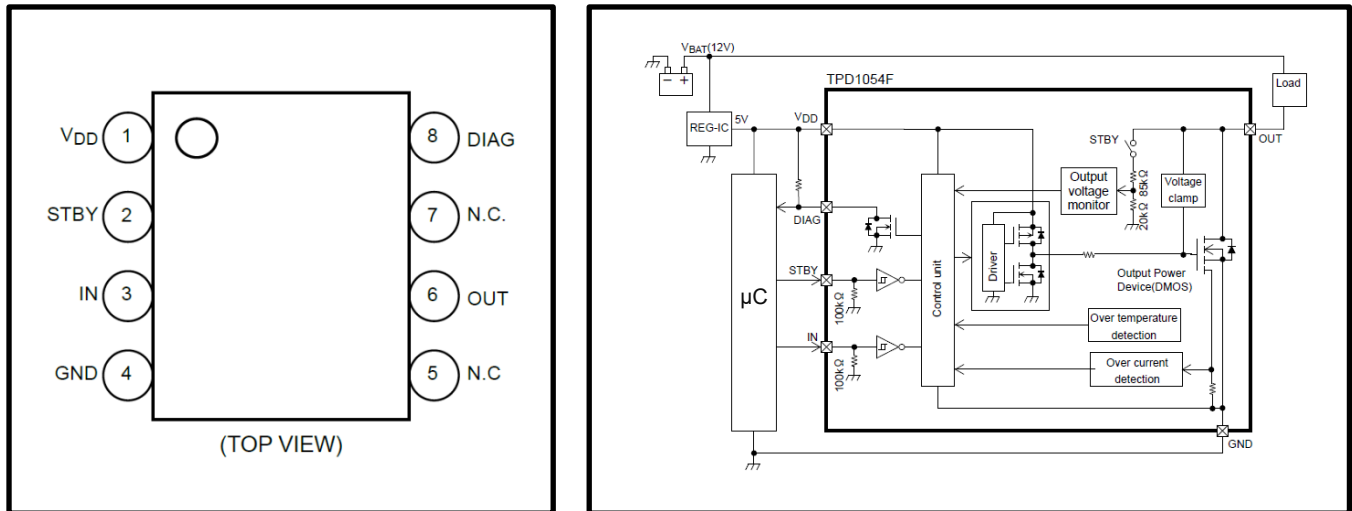 VDD 1
8 DIAG
STBY 2
7 N.C.
IN 3
6 OUT
GND 4
5 N.C
(TOP VIEW)
VBAT(12V)
− +
TPD1054F
Load
REG-IC
5V
VDD
STBY
OUT
Output
voltage
monitor
85kΩ
20kΩ
Voltage
clamp
DIAG
Driver
Control unit
STBY
100kΩ
µC
Output Power
Device(DMOS)
Over temperature
detection
IN
100kΩ
Over current
detection
GND